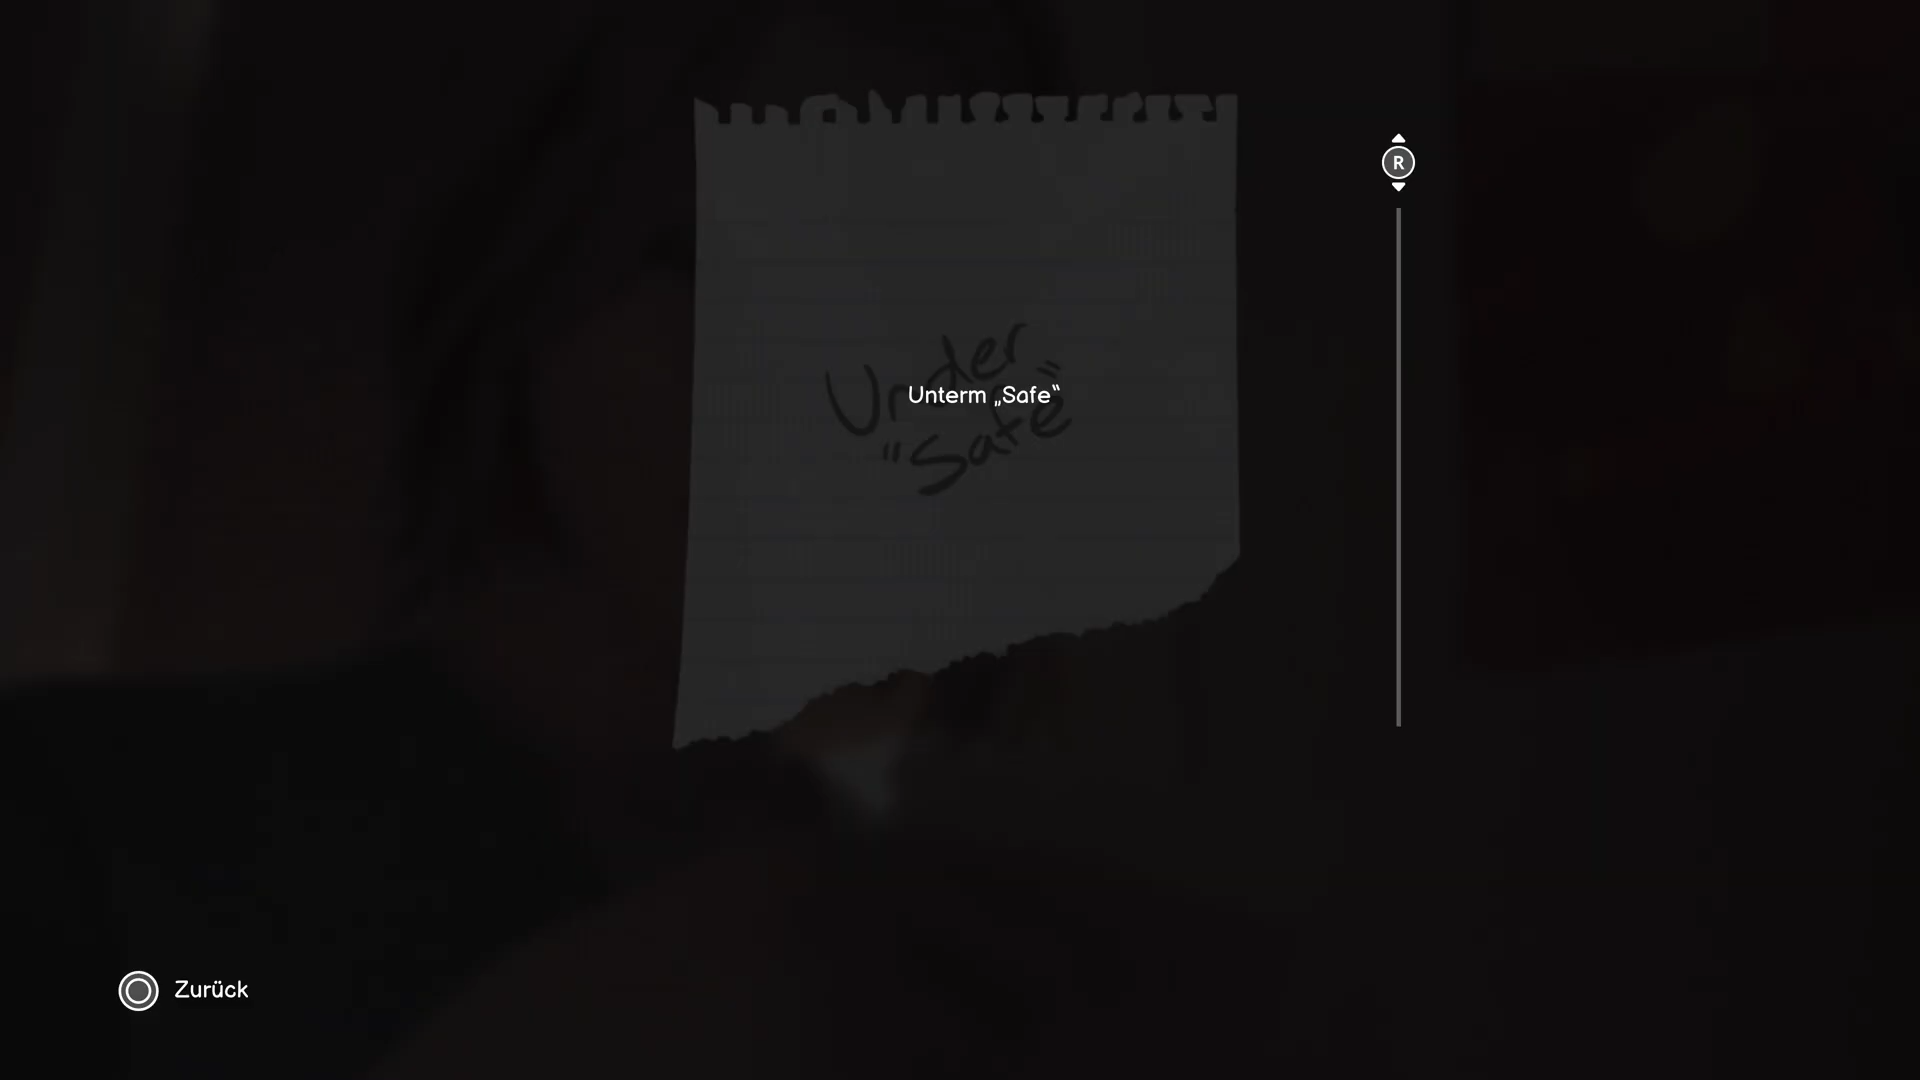 Under
"Safe"
Unterm „Safe“
R
Zurück